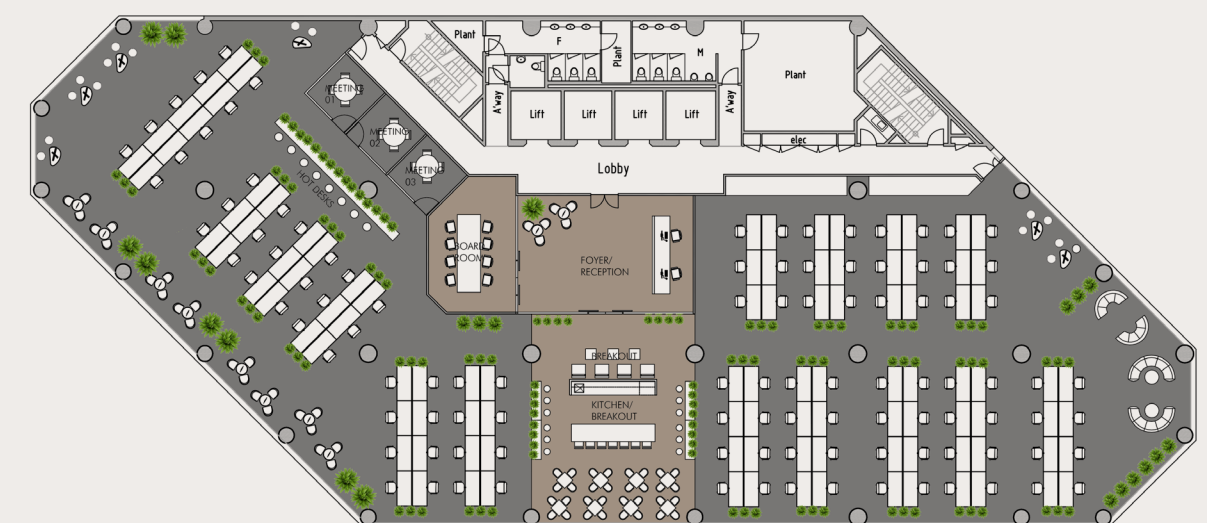 Plant
F
Plant
M
Plant
A'way
Lift
Lift
Lift
Lift
A'way
elec
Lobby
MEETING
01
MEETING
02
MEETING
03
HOT DESKS
BOARD
ROOM
FOYER/
RECEPTION
BREAKOUT
KITCHEN/
BREAKOUT